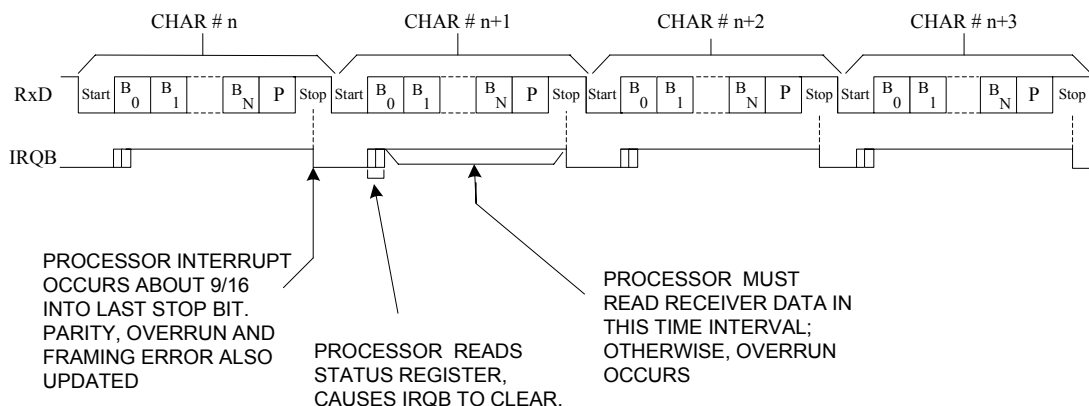 CHAR # n CHAR # n+1 CHAR # n+2 CHAR # n+3
RxD Start B0 B1 BN P Stop Start B0 B1 BN P Stop Start B0 B1 BN P Stop Start B0 B1 BN P Stop
IRQB
PROCESSOR INTERRUPT
OCCURS ABOUT 9/16
INTO LAST STOP BIT.
PARITY, OVERRUN AND
FRAMING ERROR ALSO
UPDATED
PROCESSOR READS
STATUS REGISTER,
CAUSES IRQB TO CLEAR.
PROCESSOR MUST
READ RECEIVER DATA IN
THIS TIME INTERVAL;
OTHERWISE, OVERRUN
OCCURS